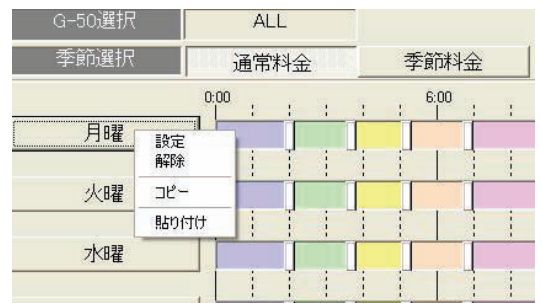 G-50選択 ALL
季節選択 通常料金 季節料金
0:00 6:00
月曜
設定
解除
コピー
貼り付け
火曜
水曜